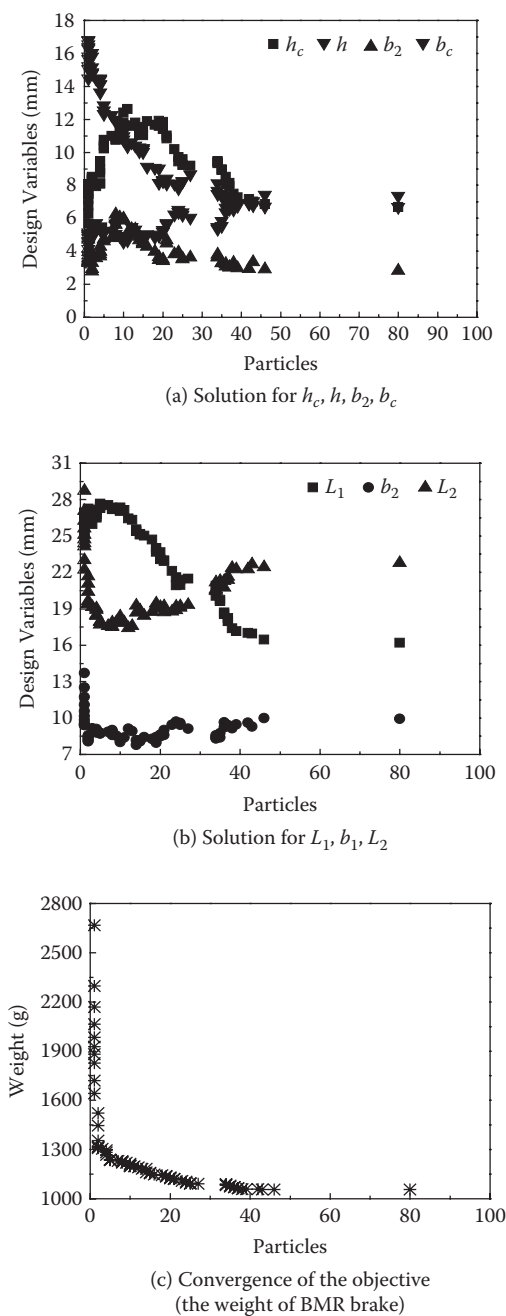 18
16
14
12
10
8
6
4
2
0
Design Variables (mm)
■ h_c ▼ h ▲ b_2 ▼ b_c
0 10 20 30 40 50 60 70 80 90 100
Particles
(a) Solution for h_c, h, b_2, b_c
31
28
25
22
19
16
13
10
7
Design Variables (mm)
■ L_1 ● b_2 ▲ L_2
0 20 40 60 80 100
Particles
(b) Solution for L_1, b_1, L_2
2800
2500
2200
1900
1600
1300
1000
Weight (g)
0 20 40 60 80 100
Particles
(c) Convergence of the objective
(the weight of BMR brake)